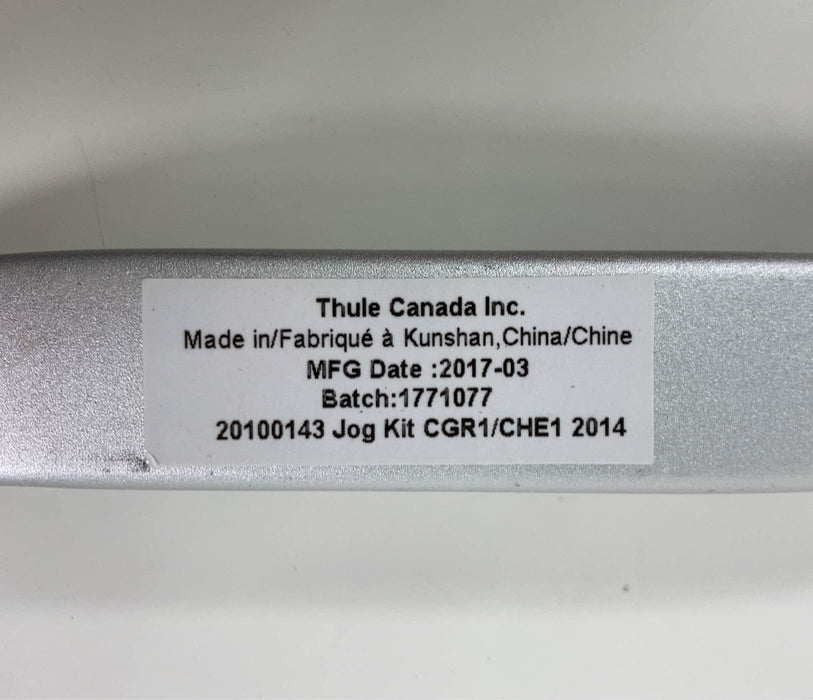 Thule Canada Inc.
Made in/Fabriqué à Kunshan,China/Chine
MFG Date :2017-03
Batch:1771077
20100143 Jog Kit CGR1/CHE1 2014